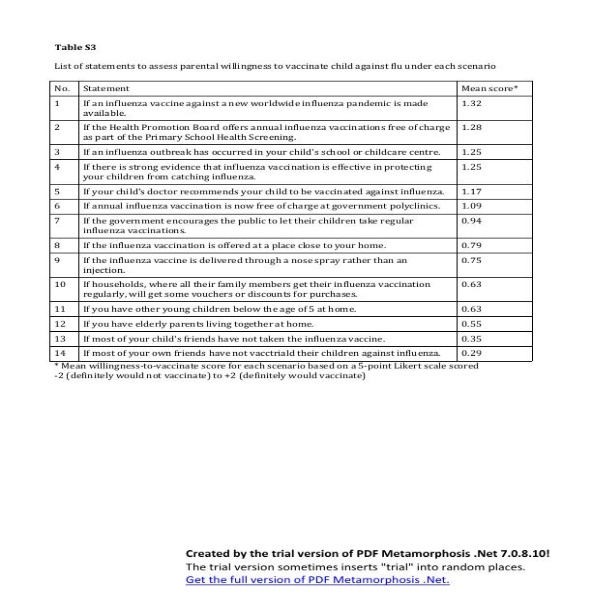 Table S3
List of statements to assess parental willingness to vaccinate child against flu under each scenario
No. Statement Mean score*
1 If an influenza vaccine against a new worldwide influenza pandemic is made 1.32
available.
2 If the Health Promotion Board offers annual influenza vaccinations free of charge 1.28
as part of the Primary School Health Screening.
3 If an influenza outbreak has occurred in your child's school or childcare centre. 1.25
4 If there is strong evidence that influenza vaccination is effective in protecting 1.25
your children from catching influenza.
5 If your child's doctor recommends your child to be vaccinated against influenza. 1.17
6 If annual influenza vaccination is now free of charge at government polyclinics. 1.09
7 If the government encourages the public to let their children take regular 0.94
influenza vaccinations.
8 If the influenza vaccination is offered at a place close to your home. 0.79
9 If the influenza vaccine is delivered through a nose spray rather than an 0.75
injection.
10 If households, where all their family members get their influenza vaccination 0.63
regularly, will get some vouchers or discounts for purchases.
11 If you have other young children below the age of 5 at home. 0.63
12 If you have elderly parents living together at home. 0.55
13 If most of your child's friends have not taken the influenza vaccine. 0.35
14 If most of your own friends have not vacctriald their children against influenza. 0.29
* Mean willingness-to-vaccinate score for each scenario based on a 5-point Likert scale scored
-2 (definitely would not vaccinate) to +2 (definitely would vaccinate)
Created by the trial version of PDF Metamorphosis .Net 7.0.8.10!
The trial version sometimes inserts "trial" into random places.
Get the full version of PDF Metamorphosis .Net.